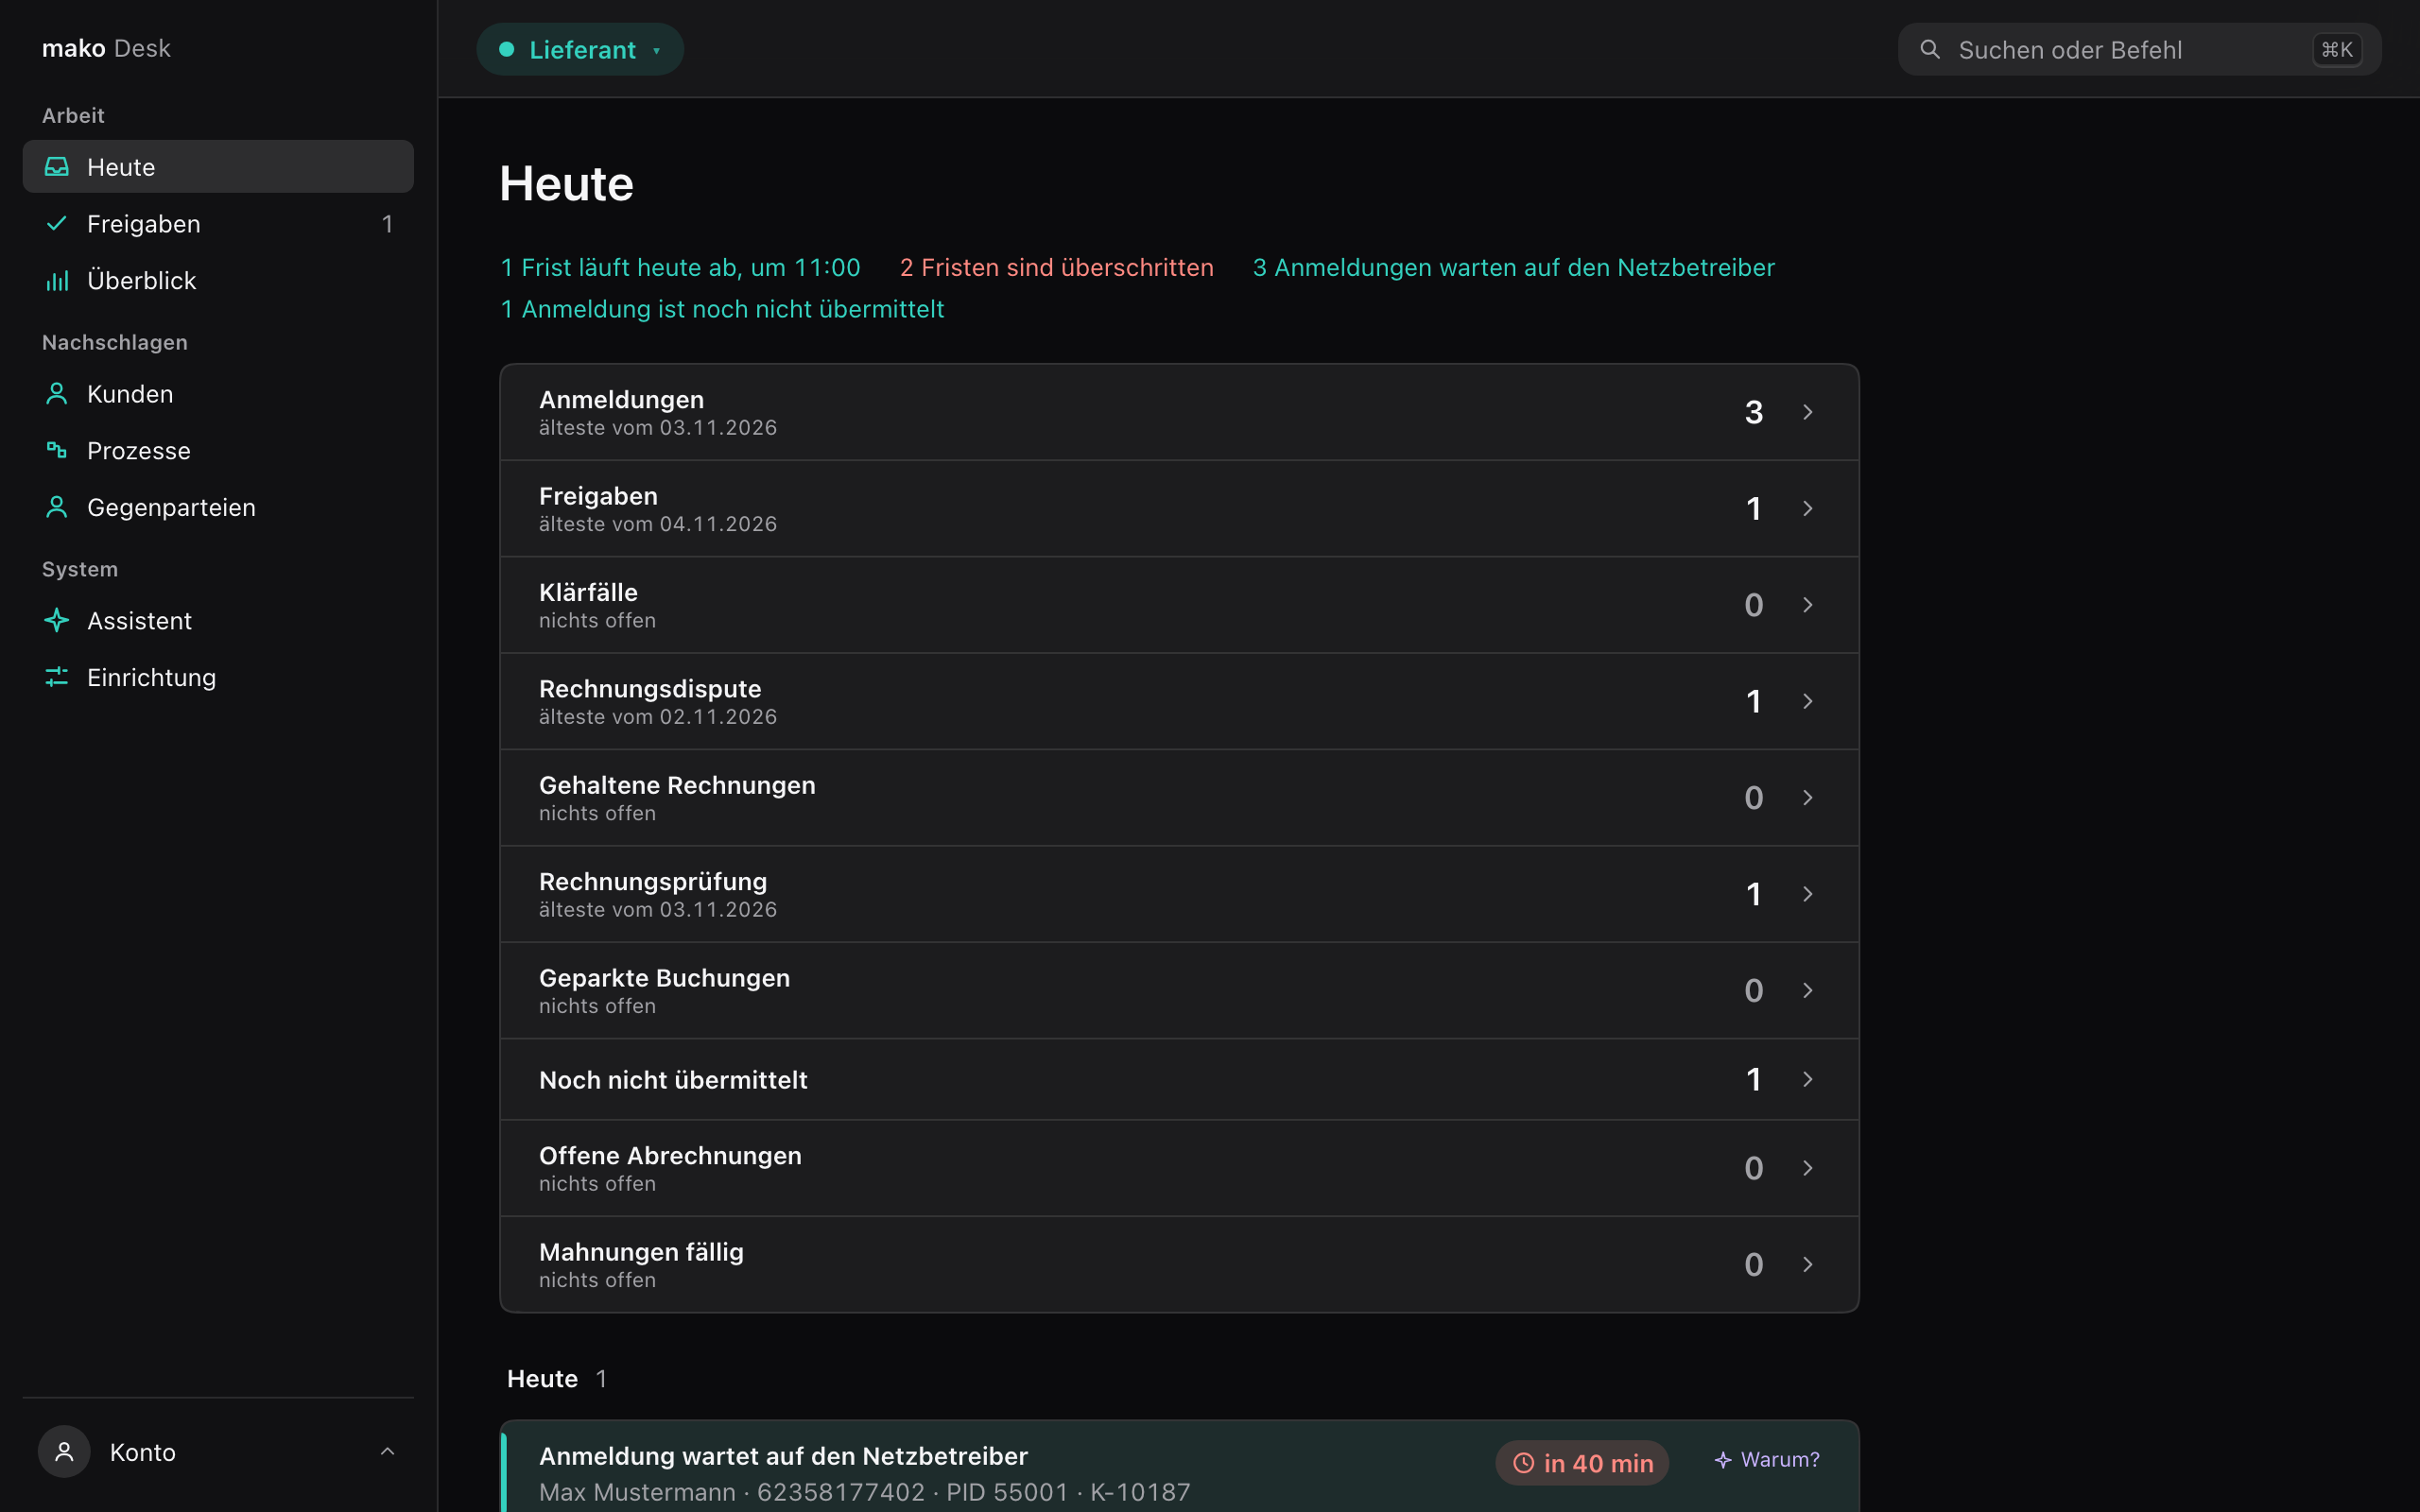 mako Desk
Arbeit
Heute
Freigaben 1
Überblick
Nachschlagen
Kunden
Prozesse
Gegenparteien
System
Assistent
Einrichtung
Konto
Lieferant
Suchen oder Befehl ⌘K
Heute
1 Frist läuft heute ab, um 11:00 2 Fristen sind überschritten 3 Anmeldungen warten auf den Netzbetreiber
1 Anmeldung ist noch nicht übermittelt
Anmeldungen 3
älteste vom 03.11.2026
Freigaben 1
älteste vom 04.11.2026
Klärfälle 0
nichts offen
Rechnungsdispute 1
älteste vom 02.11.2026
Gehaltene Rechnungen 0
nichts offen
Rechnungsprüfung 1
älteste vom 03.11.2026
Geparkte Buchungen 0
nichts offen
Noch nicht übermittelt 1
Offene Abrechnungen 0
nichts offen
Mahnungen fällig 0
nichts offen
Heute 1
Anmeldung wartet auf den Netzbetreiber in 40 min Warum?
Max Mustermann · 62358177402 · PID 55001 · K-10187